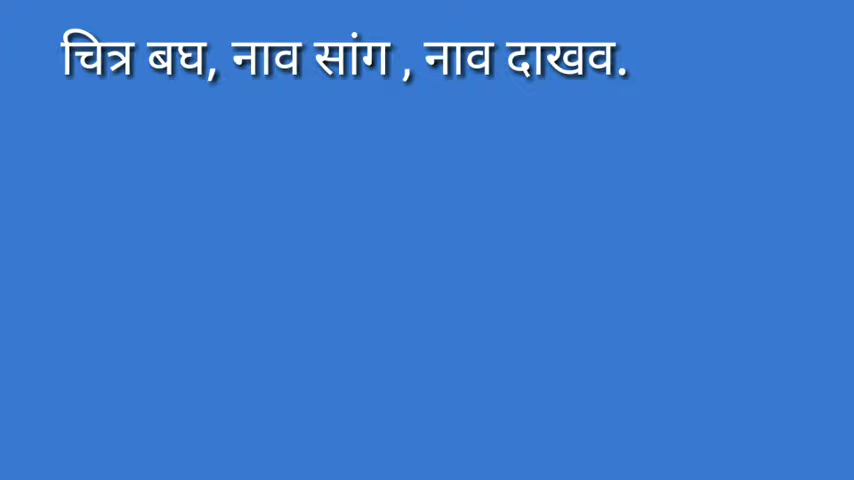 चित्र बघ, नाव सांग , नाव दाखव.